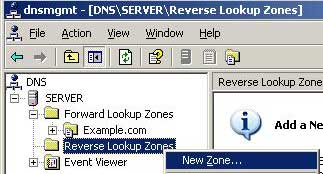 dnsmgmt - [DNS\SERVER\Reverse Lookup Zones]
File Action View Window Help
DNS
SERVER
Forward Lookup Zones
Example.com
Reverse Lookup Zones
Event Viewer
New Zone...
Reverse Lookup Zone
Add a Ne